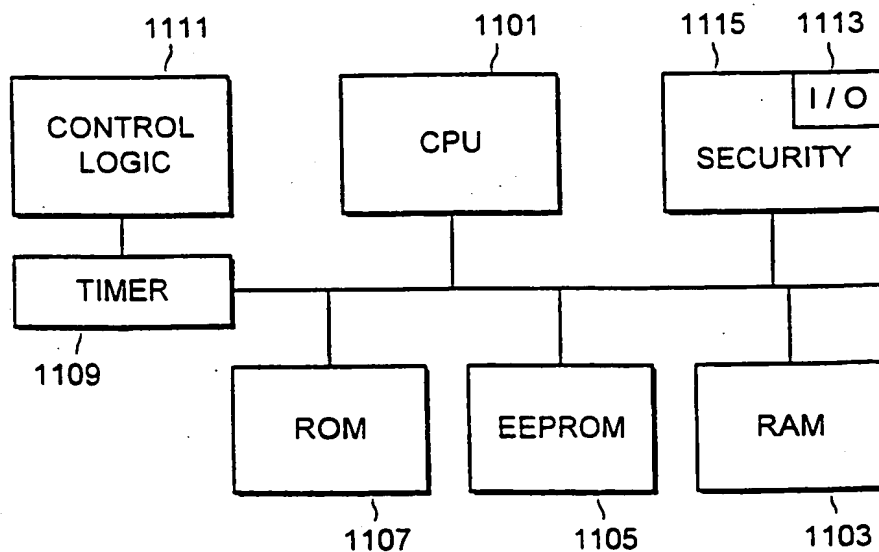 1111
1101
1115
1113
CONTROL
LOGIC
CPU
I / O
SECURITY
TIMER
1109
ROM
EEPROM
RAM
1107
1105
1103